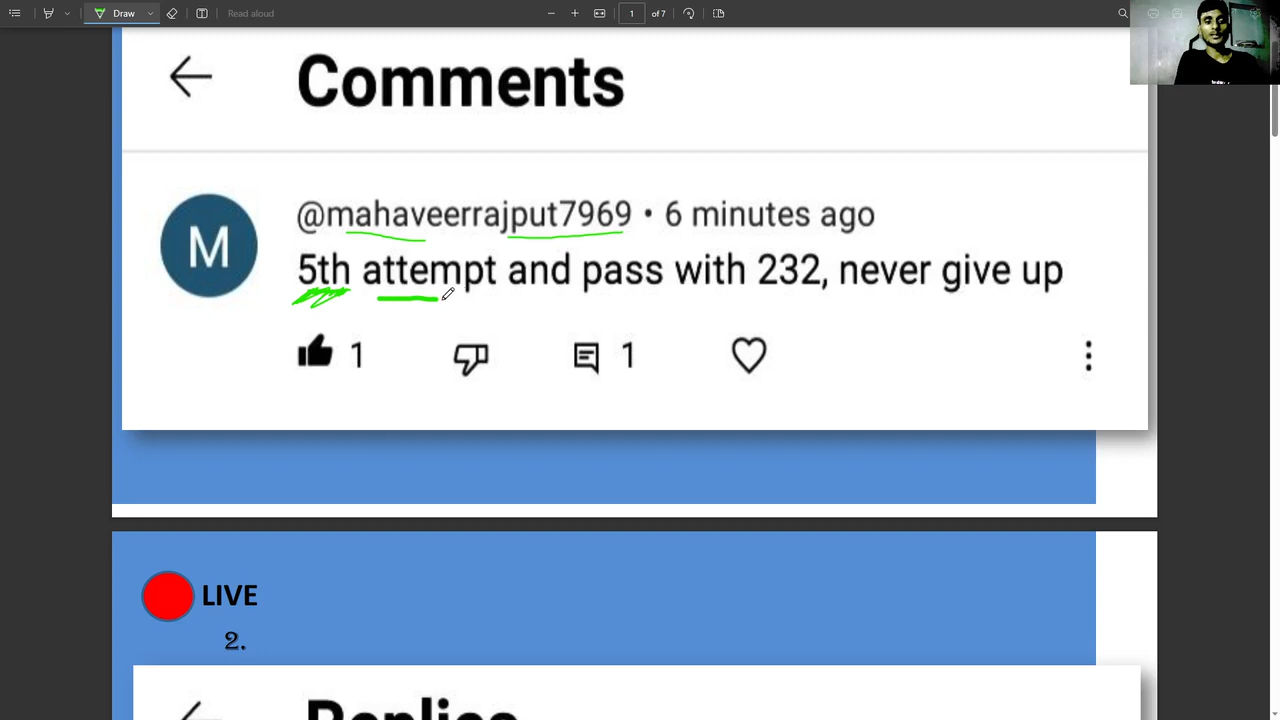 Draw
Read aloud
1 of 7
Comments
M
@mahaveerrajput7969 • 6 minutes ago
5th attempt and pass with 232, never give up
1
1
LIVE
2.
Replies